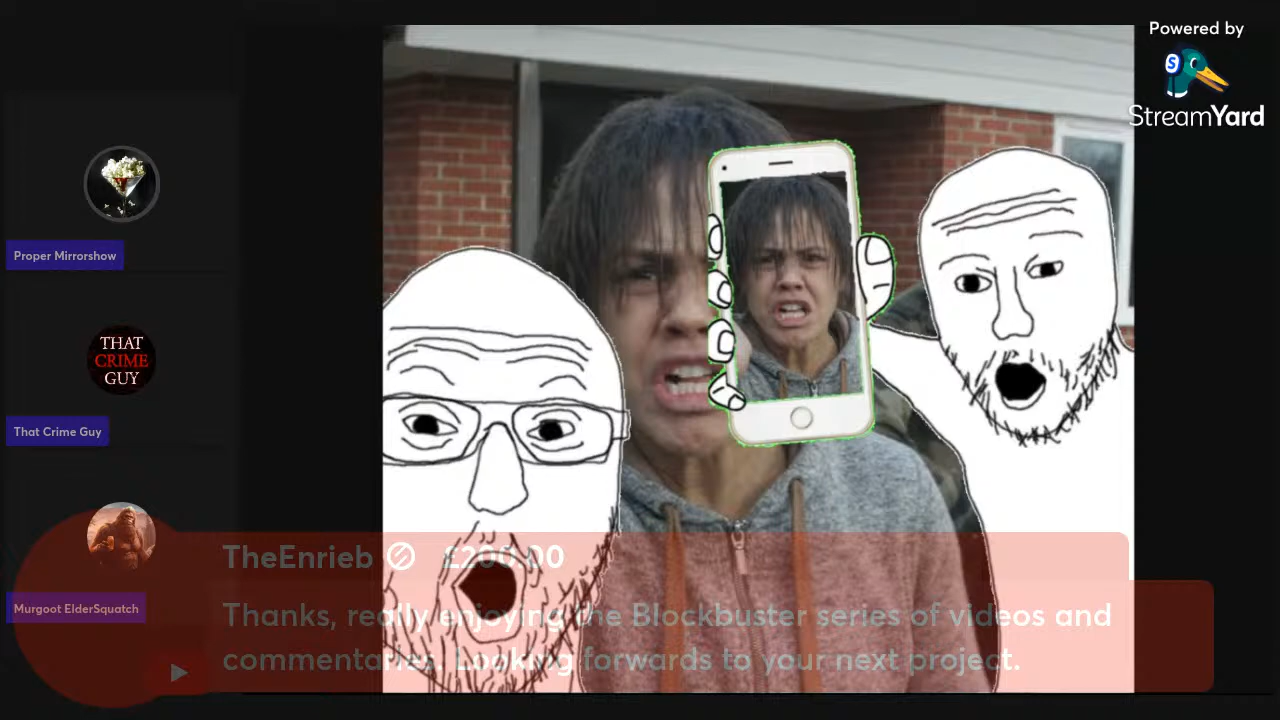 Powered by
StreamYard
Proper Mirrorshow
THAT
CRIME
GUY
That Crime Guy
Murgoot ElderSquatch
TheEnrieb £200.00
Thanks, really enjoying the Blockbuster series of videos and
commentaries. Looking forwards to your next project.